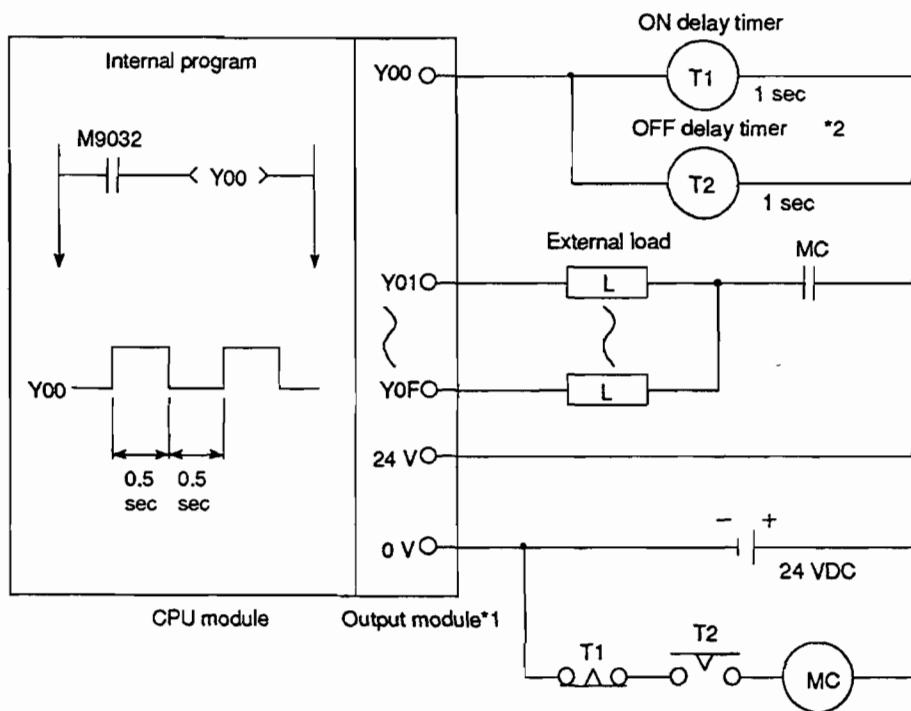 ON delay timer
Internal program
Y00
T1
1 sec
M9032
OFF delay timer *2
Y00
T2
1 sec
External load
MC
Y01
L
Y00
Y0F
L
0.5 sec
0.5 sec
24 V
0 V
− +
24 VDC
CPU module
Output module*1
T1
T2
MC